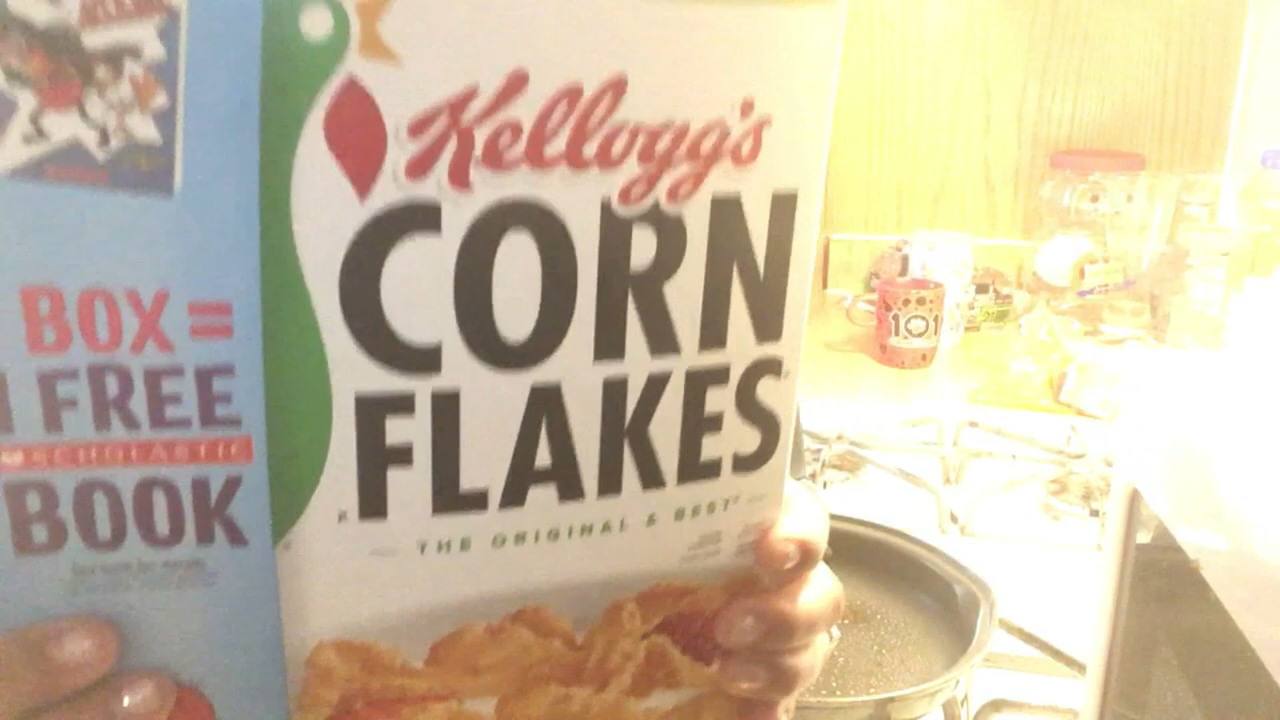 BOX =
FREE
SCHOLASTIC
BOOK
Kellogg's
CORN
FLAKES
THE ORIGINAL & BEST
101